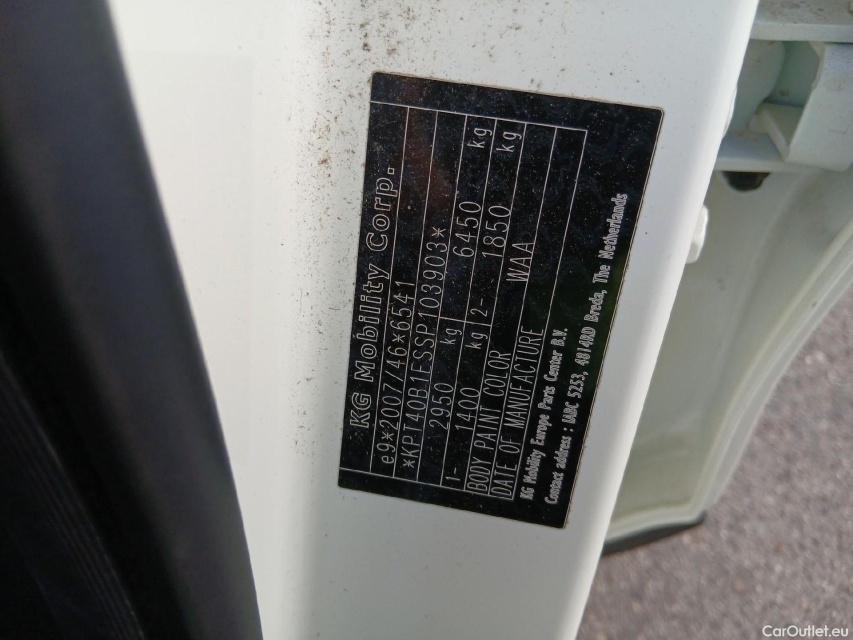 KG Mobility Corp.
e9*2007/46*6541
*KPT40B1ESSP103903*
2950 kg 6450 kg
1- 1400 kg 2- 1850 kg
BODY PAINT COLOR WAA
DATE OF MANUFACTURE
KG Mobility Europe Parts Center B.V.
Contact address : IABC 5253, 4814RD Breda, The Netherlands
CarOutlet.eu